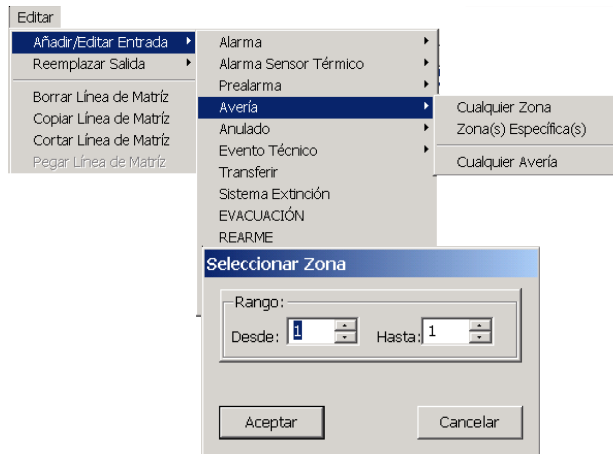 Editar
Añadir/Editar Entrada
Reemplazar Salida
Borrar Línea de Matríz
Copiar Línea de Matríz
Cortar Línea de Matríz
Pegar Línea de Matríz
Alarma
Alarma Sensor Térmico
Prealarma
Avería
Anulado
Evento Técnico
Transferir
Sistema Extinción
EVACUACIÓN
REARME
Cualquier Zona
Zona(s) Específica(s)
Cualquier Avería
Seleccionar Zona
Rango:
Desde: 1 Hasta: 1
Aceptar Cancelar